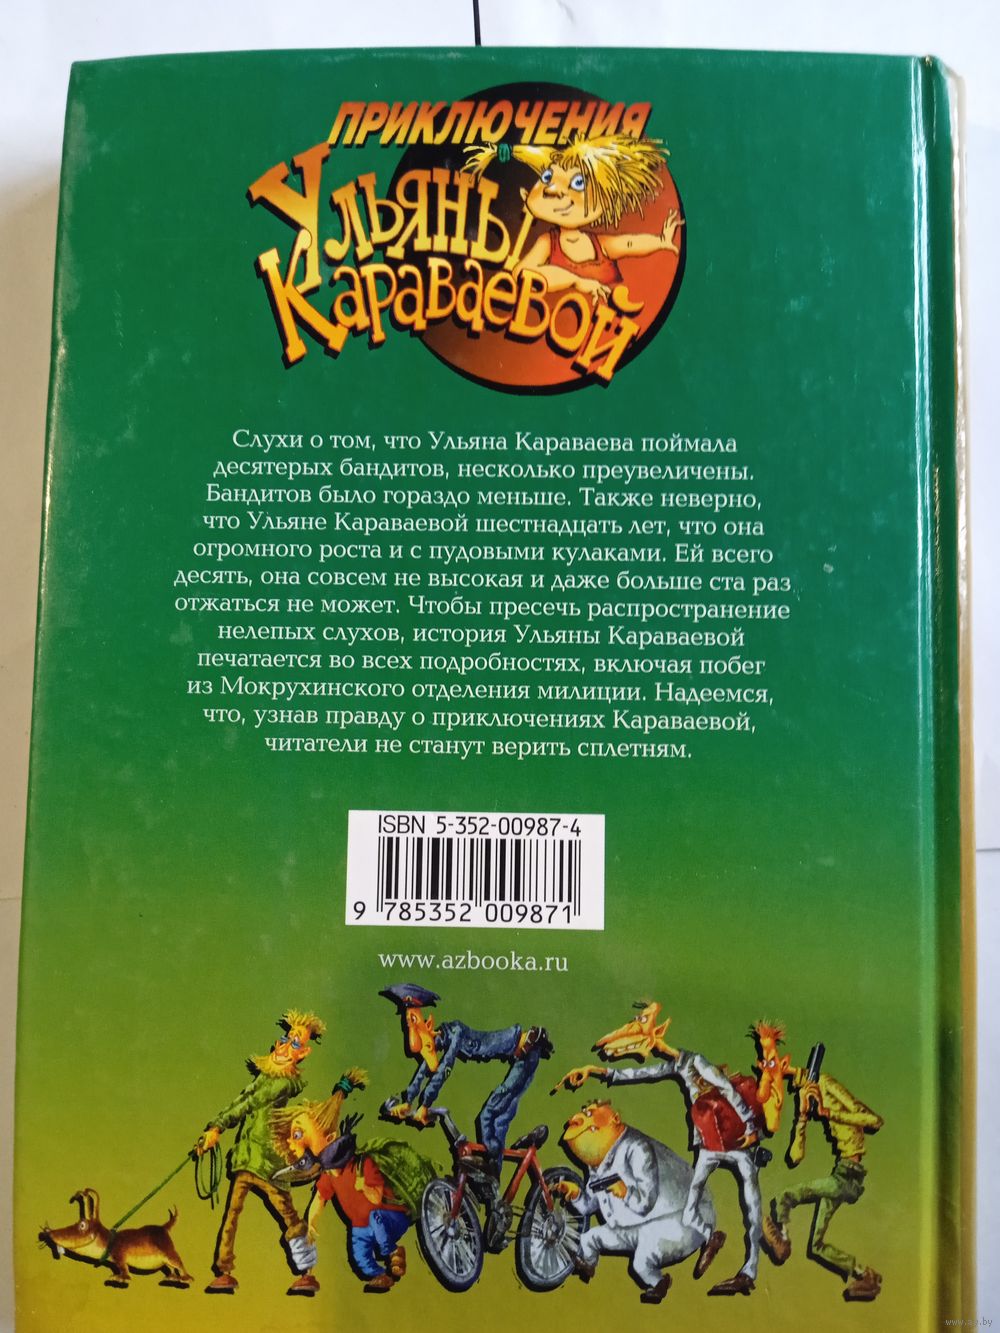 ПРИКЛЮЧЕНИЯ
УЛЬЯНЫ
КАРАВАЕВОЙ
Слухи о том, что Ульяна Караваева поймала
десятерых бандитов, несколько преувеличены.
Бандитов было гораздо меньше. Также неверно,
что Ульяне Караваевой шестнадцать лет, что она
огромного роста и с пудовыми кулаками. Ей всего
десять, она совсем не высокая и даже больше ста раз
отжаться не может. Чтобы пресечь распространение
нелепых слухов, история Ульяны Караваевой
печатается во всех подробностях, включая побег
из Мокрухинского отделения милиции. Надеемся,
что, узнав правду о приключениях Караваевой,
читатели не станут верить сплетням.
ISBN 5-352-00987-4
9 785352 009871
www.azbooka.ru
www.ay.by